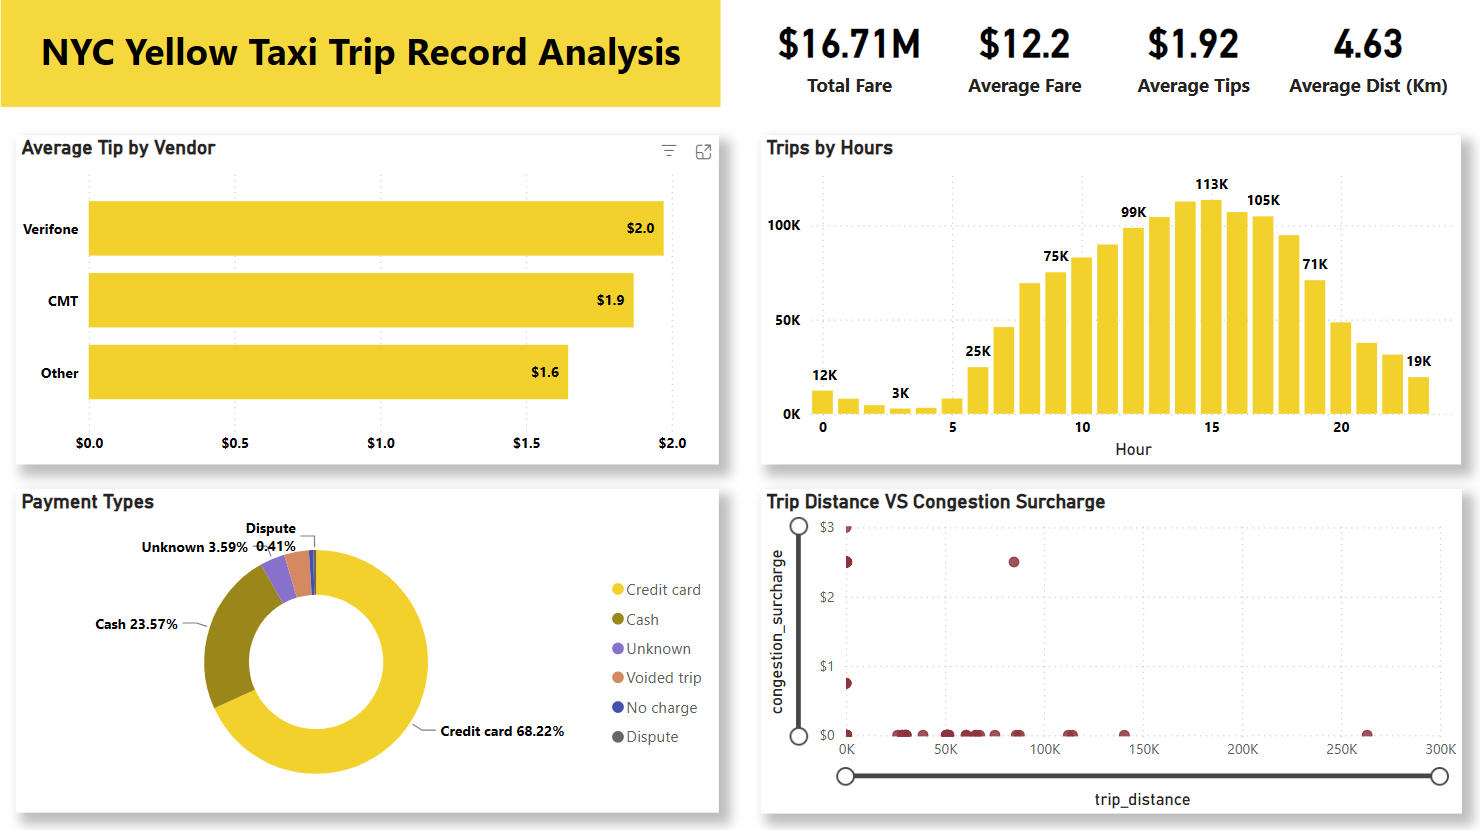 NYC Yellow Taxi Trip Record Analysis
$16.71M
Total Fare
$12.2
Average Fare
$1.92
Average Tips
4.63
Average Dist (Km)
Average Tip by Vendor
Verifone
$2.0
CMT
$1.9
Other
$1.6
$0.0 $0.5 $1.0 $1.5 $2.0
Trips by Hours
100K
50K
0K
12K
3K
25K
75K
99K
113K
105K
71K
19K
0 5 10 15 20
Hour
Payment Types
Dispute
0.41%
Unknown 3.59%
Cash 23.57%
Credit card 68.22%
Credit card
Cash
Unknown
Voided trip
No charge
Dispute
Trip Distance VS Congestion Surcharge
congestion_surcharge
$3
$2
$1
$0
0K 50K 100K 150K 200K 250K 300K
trip_distance